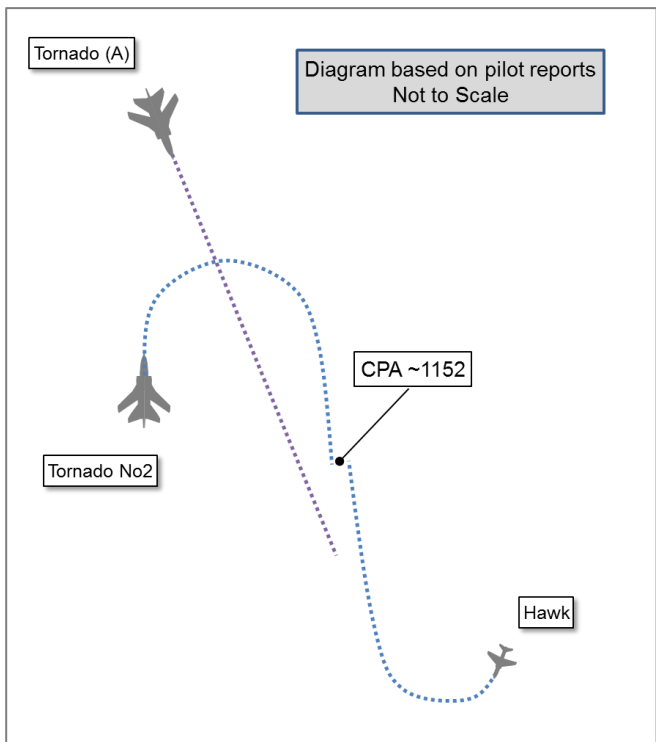 Tornado (A)
Diagram based on pilot reports
Not to Scale
CPA ~1152
Tornado No2
Hawk